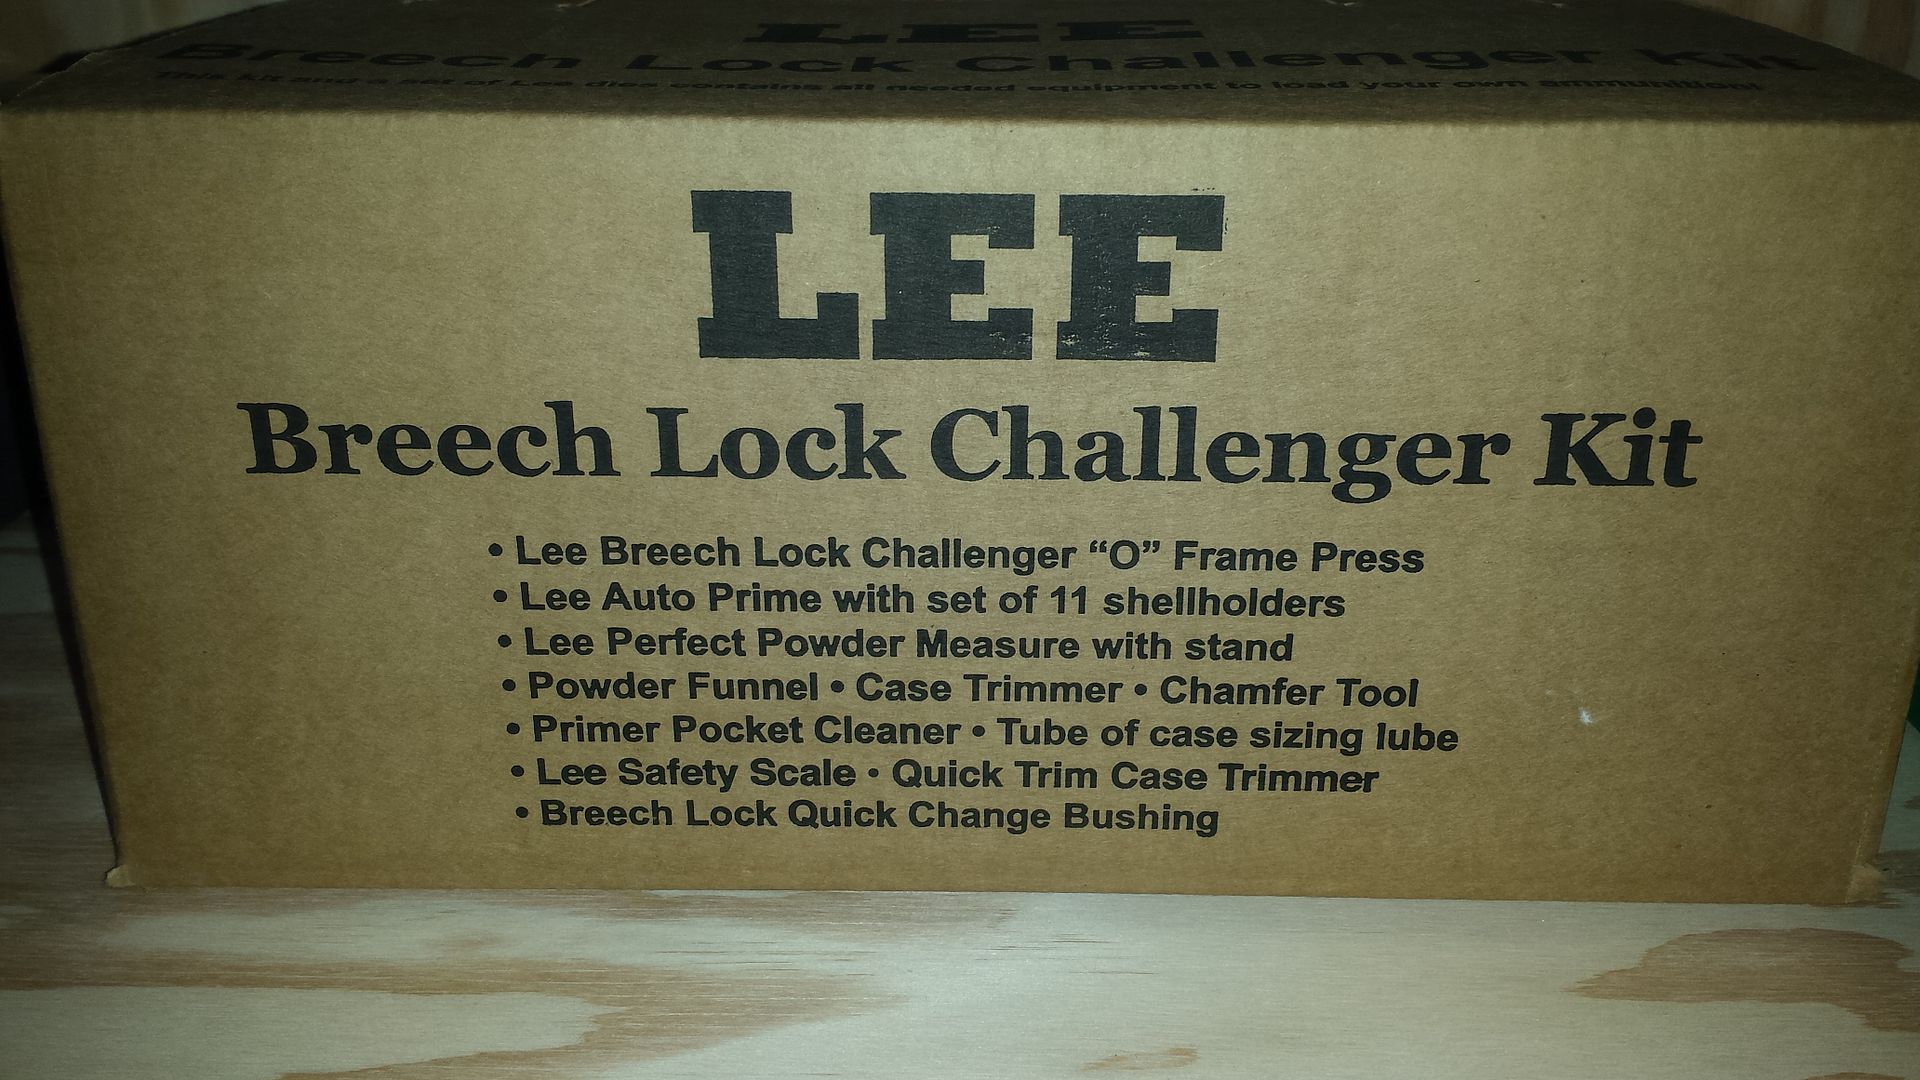 LEE
Breech Lock Challenger Kit
This kit and a set of Lee dies contains all needed equipment to load your own ammunition!
LEE
Breech Lock Challenger Kit
• Lee Breech Lock Challenger “O” Frame Press
• Lee Auto Prime with set of 11 shellholders
• Lee Perfect Powder Measure with stand
• Powder Funnel • Case Trimmer • Chamfer Tool
• Primer Pocket Cleaner • Tube of case sizing lube
• Lee Safety Scale • Quick Trim Case Trimmer
• Breech Lock Quick Change Bushing